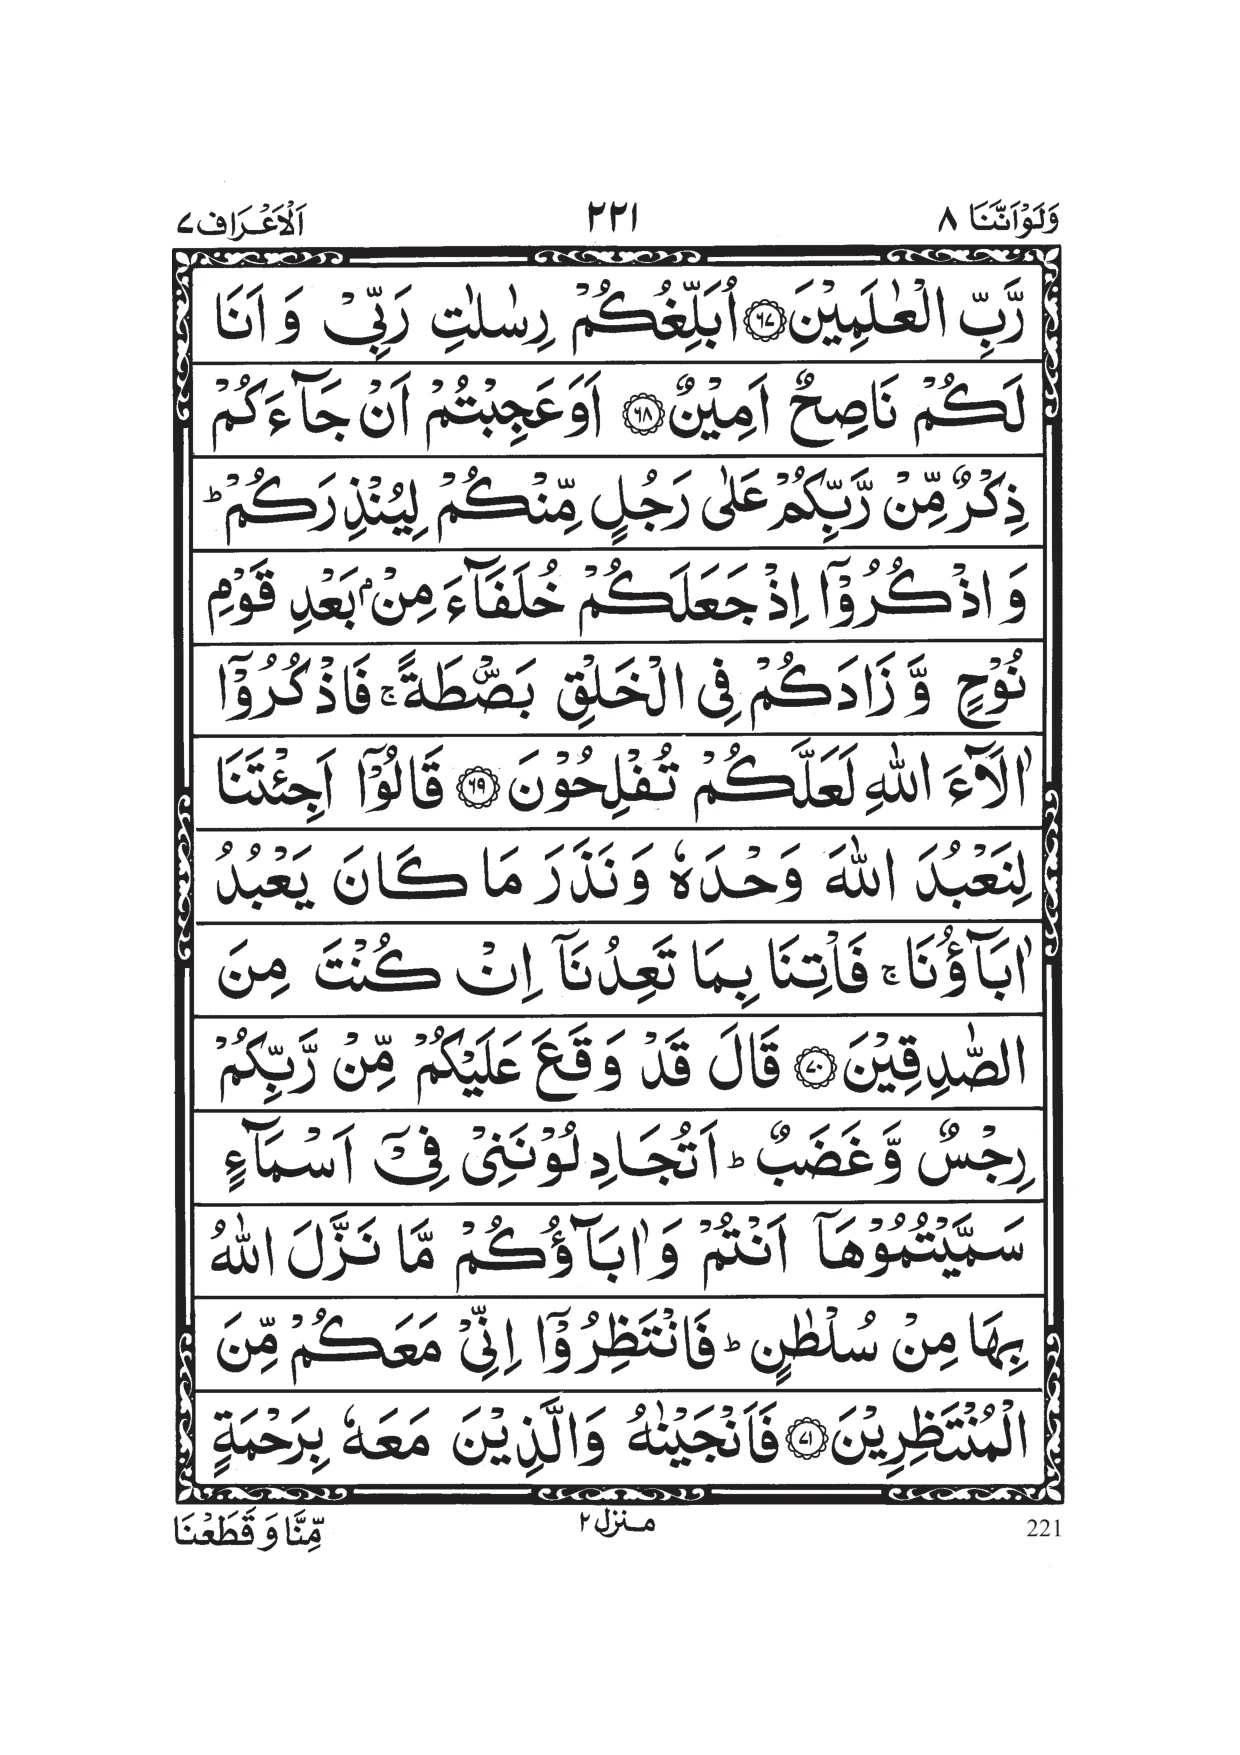 وَلَوْاَنَّنَا ٨
٢٢١
اَلْاَعْرَاف ٧
رَّبِّ الْعٰلَمِيْنَ ۝٦٧ اُبَلِّغُكُمْ رِسٰلٰتِ رَبِّيْ وَ اَنَا
لَكُمْ نَاصِحٌ اَمِيْنٌ ۝٦٨ اَوَعَجِبْتُمْ اَنْ جَآءَكُمْ
ذِكْرٌ مِّنْ رَّبِّكُمْ عَلٰى رَجُلٍ مِّنْكُمْ لِيُنْذِرَكُمْ ؕ
وَ اذْكُرُوْۤا اِذْ جَعَلَكُمْ خُلَفَآءَ مِنْۢ بَعْدِ قَوْمِ
نُوْحٍ وَّ زَادَكُمْ فِي الْخَلْقِ بَصْۜطَةً ۚ فَاذْكُرُوْۤا
اٰلَآءَ اللّٰهِ لَعَلَّكُمْ تُفْلِحُوْنَ ۝٦٩ قَالُوْۤا اَجِئْتَنَا
لِنَعْبُدَ اللّٰهَ وَحْدَهٗ وَ نَذَرَ مَا كَانَ يَعْبُدُ
اٰبَآؤُنَا ۚ فَاْتِنَا بِمَا تَعِدُنَاۤ اِنْ كُنْتَ مِنَ
الصّٰدِقِيْنَ ۝٧٠ قَالَ قَدْ وَقَعَ عَلَيْكُمْ مِّنْ رَّبِّكُمْ
رِجْسٌ وَّ غَضَبٌ ؕ اَتُجَادِلُوْنَنِيْ فِيْۤ اَسْمَآءٍ
سَمَّيْتُمُوْهَاۤ اَنْتُمْ وَ اٰبَآؤُكُمْ مَّا نَزَّلَ اللّٰهُ
بِهَا مِنْ سُلْطٰنٍ ؕ فَانْتَظِرُوْۤا اِنِّيْ مَعَكُمْ مِّنَ
الْمُنْتَظِرِيْنَ ۝٧١ فَاَنْجَيْنٰهُ وَ الَّذِيْنَ مَعَهٗ بِرَحْمَةٍ
221
منزل ٢
مِّنَّا وَ قَطَعْنَا